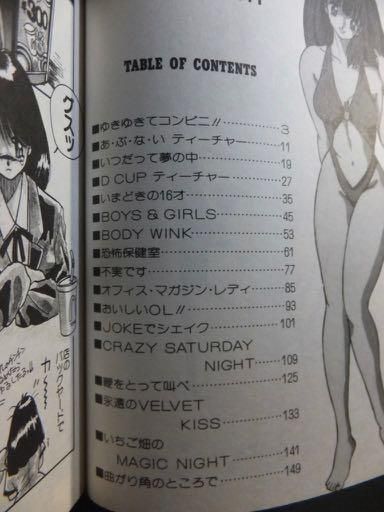 TABLE OF CONTENTS
■ゆきゆきてコンビニ!!……………3
■あ・ぶ・な・い ティーチャー……11
■いつだって夢の中………………19
■D CUP ティーチャー……………27
■いまどきの16才…………………35
■BOYS & GIRLS…………………45
■BODY WINK……………………53
■恐怖保健室………………………61
■不実です…………………………77
■オフィス・マガジン・レディ……85
■おいしいOL!!……………………93
■JOKEでシェイク………………101
■CRAZY SATURDAY
NIGHT……109
■をとって叫べ…………………125
■永遠のVELVET
KISS………133
■いちご畑の
MAGIC NIGHT……141
■曲がり角のところで……………149
300
グスッ